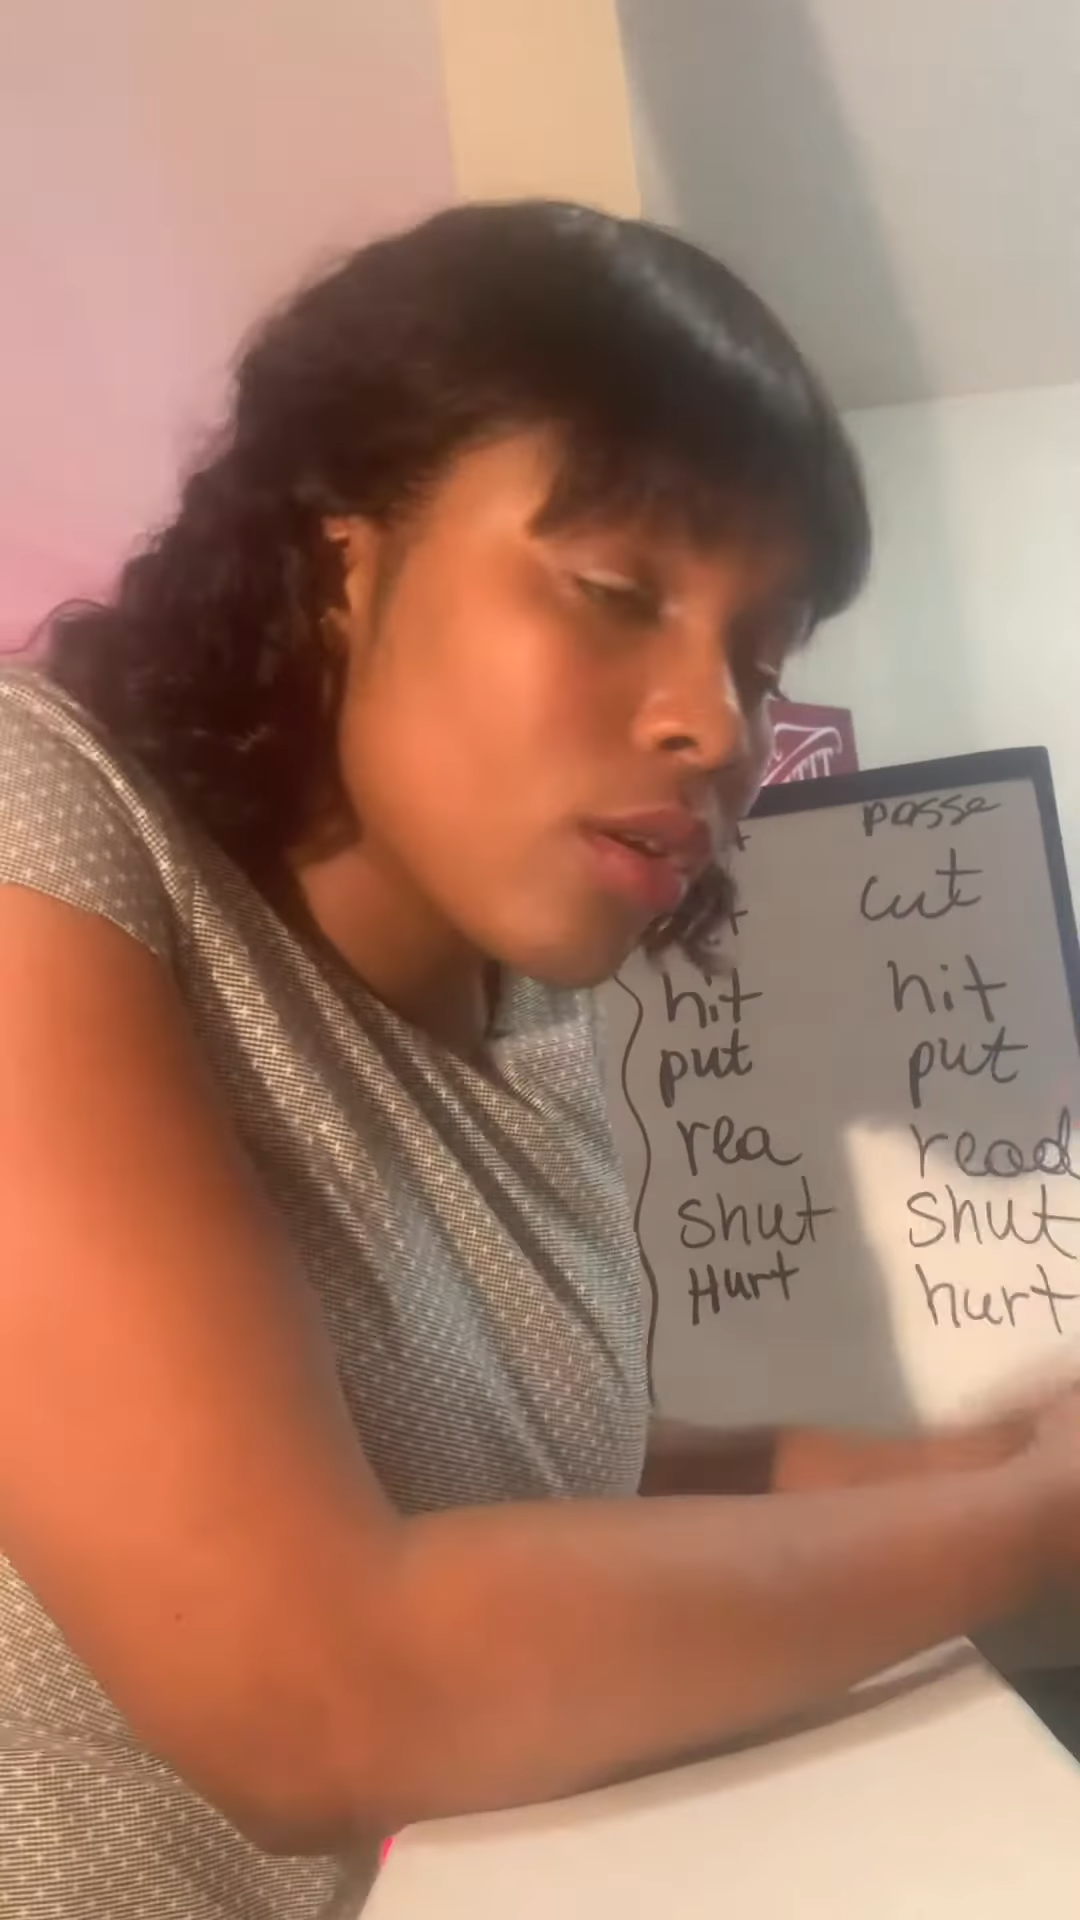 passe
cut
hit hit
put put
rea read
shut shut
Hurt hurt